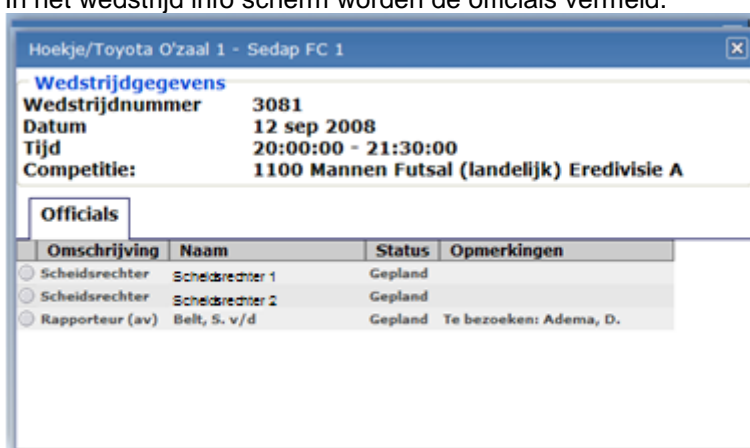 In het wedstrijd info scherm worden de officials vermeld.
Hoekje/Toyota O'zaal 1 - Sedap FC 1
Wedstrijdgegevens
Wedstrijdnummer 3081
Datum 12 sep 2008
Tijd 20:00:00 - 21:30:00
Competitie: 1100 Mannen Futsal (landelijk) Eredivisie A
Officials
Omschrijving Naam Status Opmerkingen
Scheidsrechter Scheidsrechter 1 Gepland
Scheidsrechter Scheidsrechter 2 Gepland
Rapporteur (av) Belt, S. v/d Gepland Te bezoeken: Adema, D.